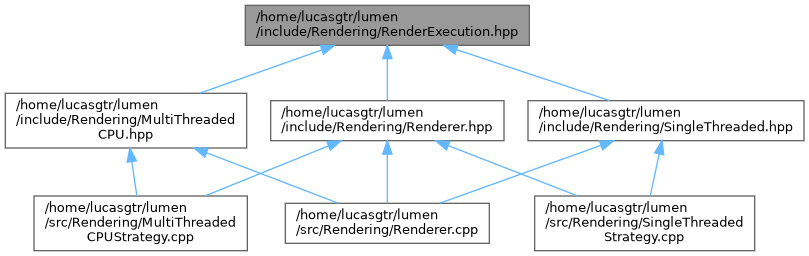 /home/lucasgtr/lumen
/include/Rendering/RenderExecution.hpp
/home/lucasgtr/lumen
/include/Rendering/MultiThreaded
CPU.hpp
/home/lucasgtr/lumen
/include/Rendering/Renderer.hpp
/home/lucasgtr/lumen
/include/Rendering/SingleThreaded.hpp
/home/lucasgtr/lumen
/src/Rendering/MultiThreaded
CPUStrategy.cpp
/home/lucasgtr/lumen
/src/Rendering/Renderer.cpp
/home/lucasgtr/lumen
/src/Rendering/SingleThreaded
Strategy.cpp